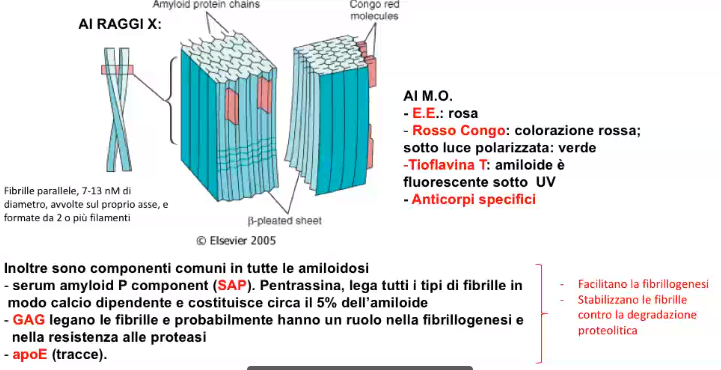 Amyloid protein chains
Congo red
molecules
AI RAGGI X:
Al M.O.
- E.E.: rosa
- Rosso Congo: colorazione rossa;
sotto luce polarizzata: verde
-Tioflavina T: amiloide è
fluorescente sotto UV
- Anticorpi specifici
Fibrille parallele, 7-13 nM di
diametro, avvolte sul proprio asse, e
formate da 2 o più filamenti
β-pleated sheet
© Elsevier 2005
Inoltre sono componenti comuni in tutte le amiloidosi
- serum amyloid P component (SAP). Pentrassina, lega tutti i tipi di fibrille in
modo calcio dipendente e costituisce circa il 5% dell'amiloide
- GAG legano le fibrille e probabilmente hanno un ruolo nella fibrillogenesi e
nella resistenza alle proteasi
- apoE (tracce).
- Facilitano la fibrillogenesi
- Stabilizzano le fibrille
contro la degradazione
proteolitica